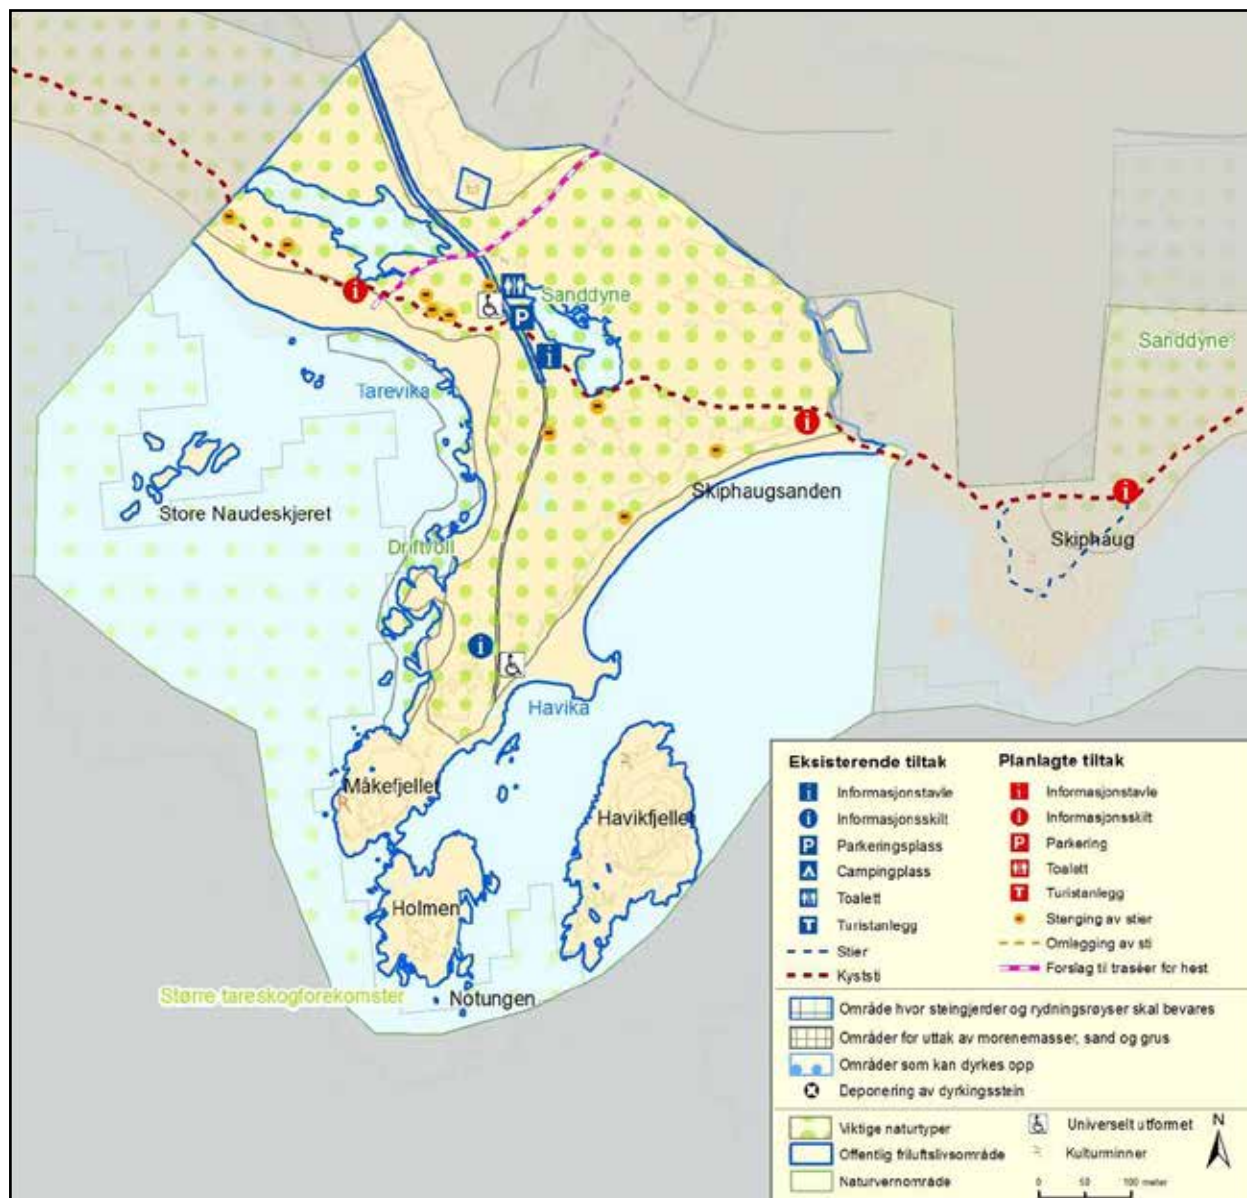 Sanddyne
Sanddyne
Tarevika
Store Naudeskjeret
Skiphaugsanden
Skiphaug
Driftvoll
Havika
Måkefjellet
Havikfjellet
Holmen
Større tareskogforekomster
Notungen
Eksisterende tiltak
Informasjonstavle
Informasjonsskilt
P Parkeringsplass
Campingplass
Toalett
T Turistanlegg
Stier
Kyststi
Planlagte tiltak
Informasjonstavle
Informasjonsskilt
P Parkering
Toalett
T Turistanlegg
Stenging av stier
Omlegging av sti
Forslag til traséer for hest
Område hvor steingjerder og rydningsrøyser skal bevares
Områder for uttak av morenemasser, sand og grus
Områder som kan dyrkes opp
Deponering av dyrkingsstein
Viktige naturtyper
Offentlig friluftslivsområde
Naturvernområde
Universelt utformet
Kulturminner
N
0 50 100 meter